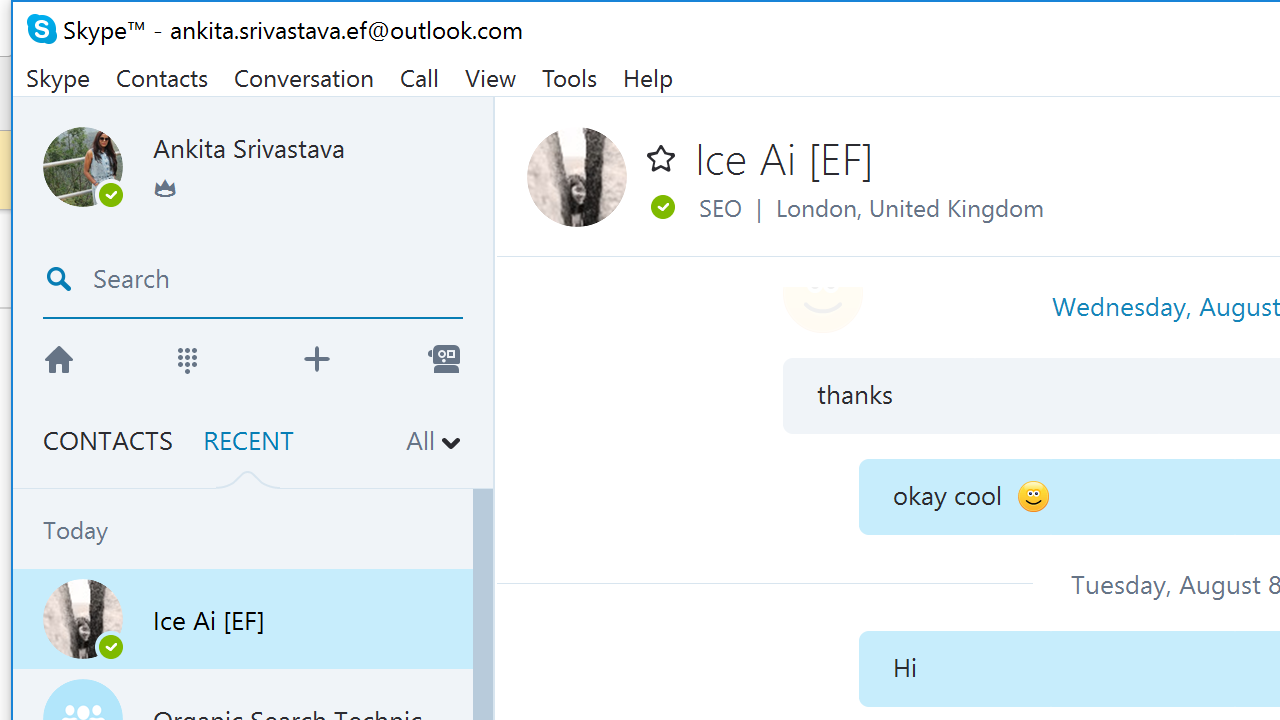 Skype™ - ankita.srivastava.ef@outlook.com
Skype Contacts Conversation Call View Tools Help
Ankita Srivastava
Search
CONTACTS RECENT All
Today
Ice Ai [EF]
Organic Search Technic
Ice Ai [EF]
SEO | London, United Kingdom
Wednesday, August
thanks
okay cool
Tuesday, August 8
Hi